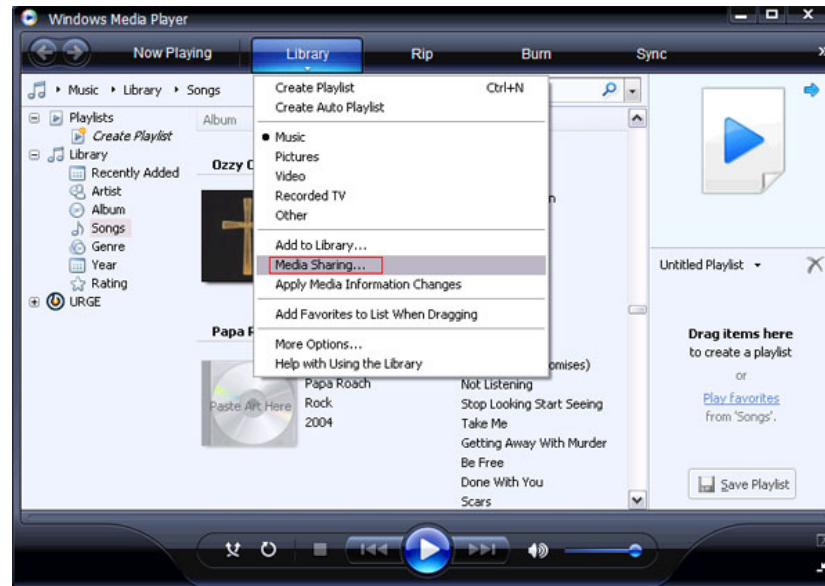 Windows Media Player
Now Playing
Library
Rip
Burn
Sync
Music
Library
Songs
Playlists
Create Playlist
Library
Recently Added
Artist
Album
Songs
Genre
Year
Rating
URGE
Album
Ozzy
Create Playlist Ctrl+N
Create Auto Playlist
Music
Pictures
Video
Recorded TV
Other
Add to Library...
Media Sharing...
Apply Media Information Changes
Add Favorites to List When Dragging
More Options...
Help with Using the Library
Papa
Paste Art Here
Papa Roach
Rock
2004
Not Listening
Stop Looking Start Seeing
Take Me
Getting Away With Murder
Be Free
Done With You
Scars
Untitled Playlist
Drag items here
to create a playlist
or
Play favorites
from 'Songs'.
Save Playlist